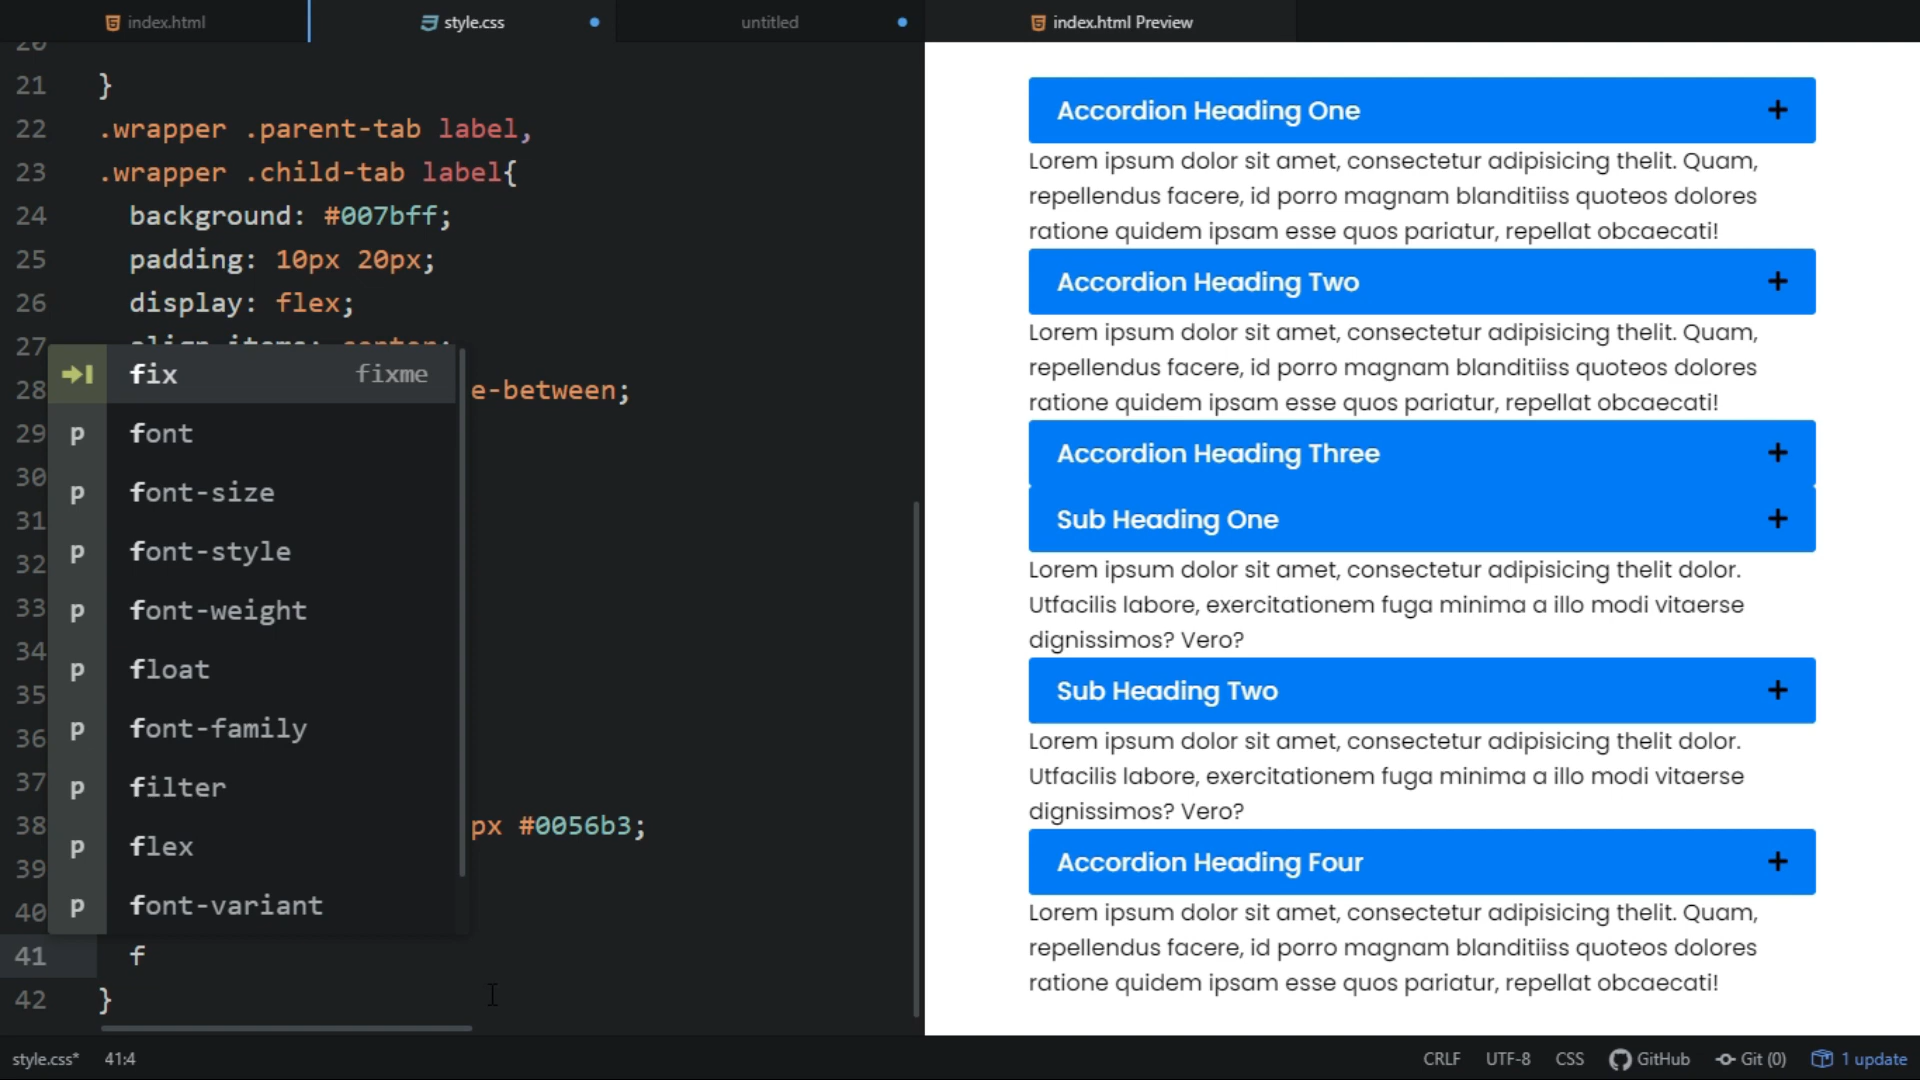 index.html
style.css
untitled
index.html Preview
20
21 }
22 .wrapper .parent-tab label,
23 .wrapper .child-tab label{
24 background: #007bff;
25 padding: 10px 20px;
26 display: flex;
27 align-items: center;
28 e-between;
29
30
31
32
33
34
35
36
37
38 px #0056b3;
39
40
41 f
42 }
fix fixme
p font
p font-size
p font-style
p font-weight
p float
p font-family
p filter
p flex
p font-variant
Accordion Heading One +
Lorem ipsum dolor sit amet, consectetur adipisicing thelit. Quam,
repellendus facere, id porro magnam blanditiiss quoteos dolores
ratione quidem ipsam esse quos pariatur, repellat obcaecati!
Accordion Heading Two +
Lorem ipsum dolor sit amet, consectetur adipisicing thelit. Quam,
repellendus facere, id porro magnam blanditiiss quoteos dolores
ratione quidem ipsam esse quos pariatur, repellat obcaecati!
Accordion Heading Three +
Sub Heading One +
Lorem ipsum dolor sit amet, consectetur adipisicing thelit dolor.
Utfacilis labore, exercitationem fuga minima a illo modi vitaerse
dignissimos? Vero?
Sub Heading Two +
Lorem ipsum dolor sit amet, consectetur adipisicing thelit dolor.
Utfacilis labore, exercitationem fuga minima a illo modi vitaerse
dignissimos? Vero?
Accordion Heading Four +
Lorem ipsum dolor sit amet, consectetur adipisicing thelit. Quam,
repellendus facere, id porro magnam blanditiiss quoteos dolores
ratione quidem ipsam esse quos pariatur, repellat obcaecati!
style.css* 41:4
CRLF UTF-8 CSS GitHub Git (0) 1 update